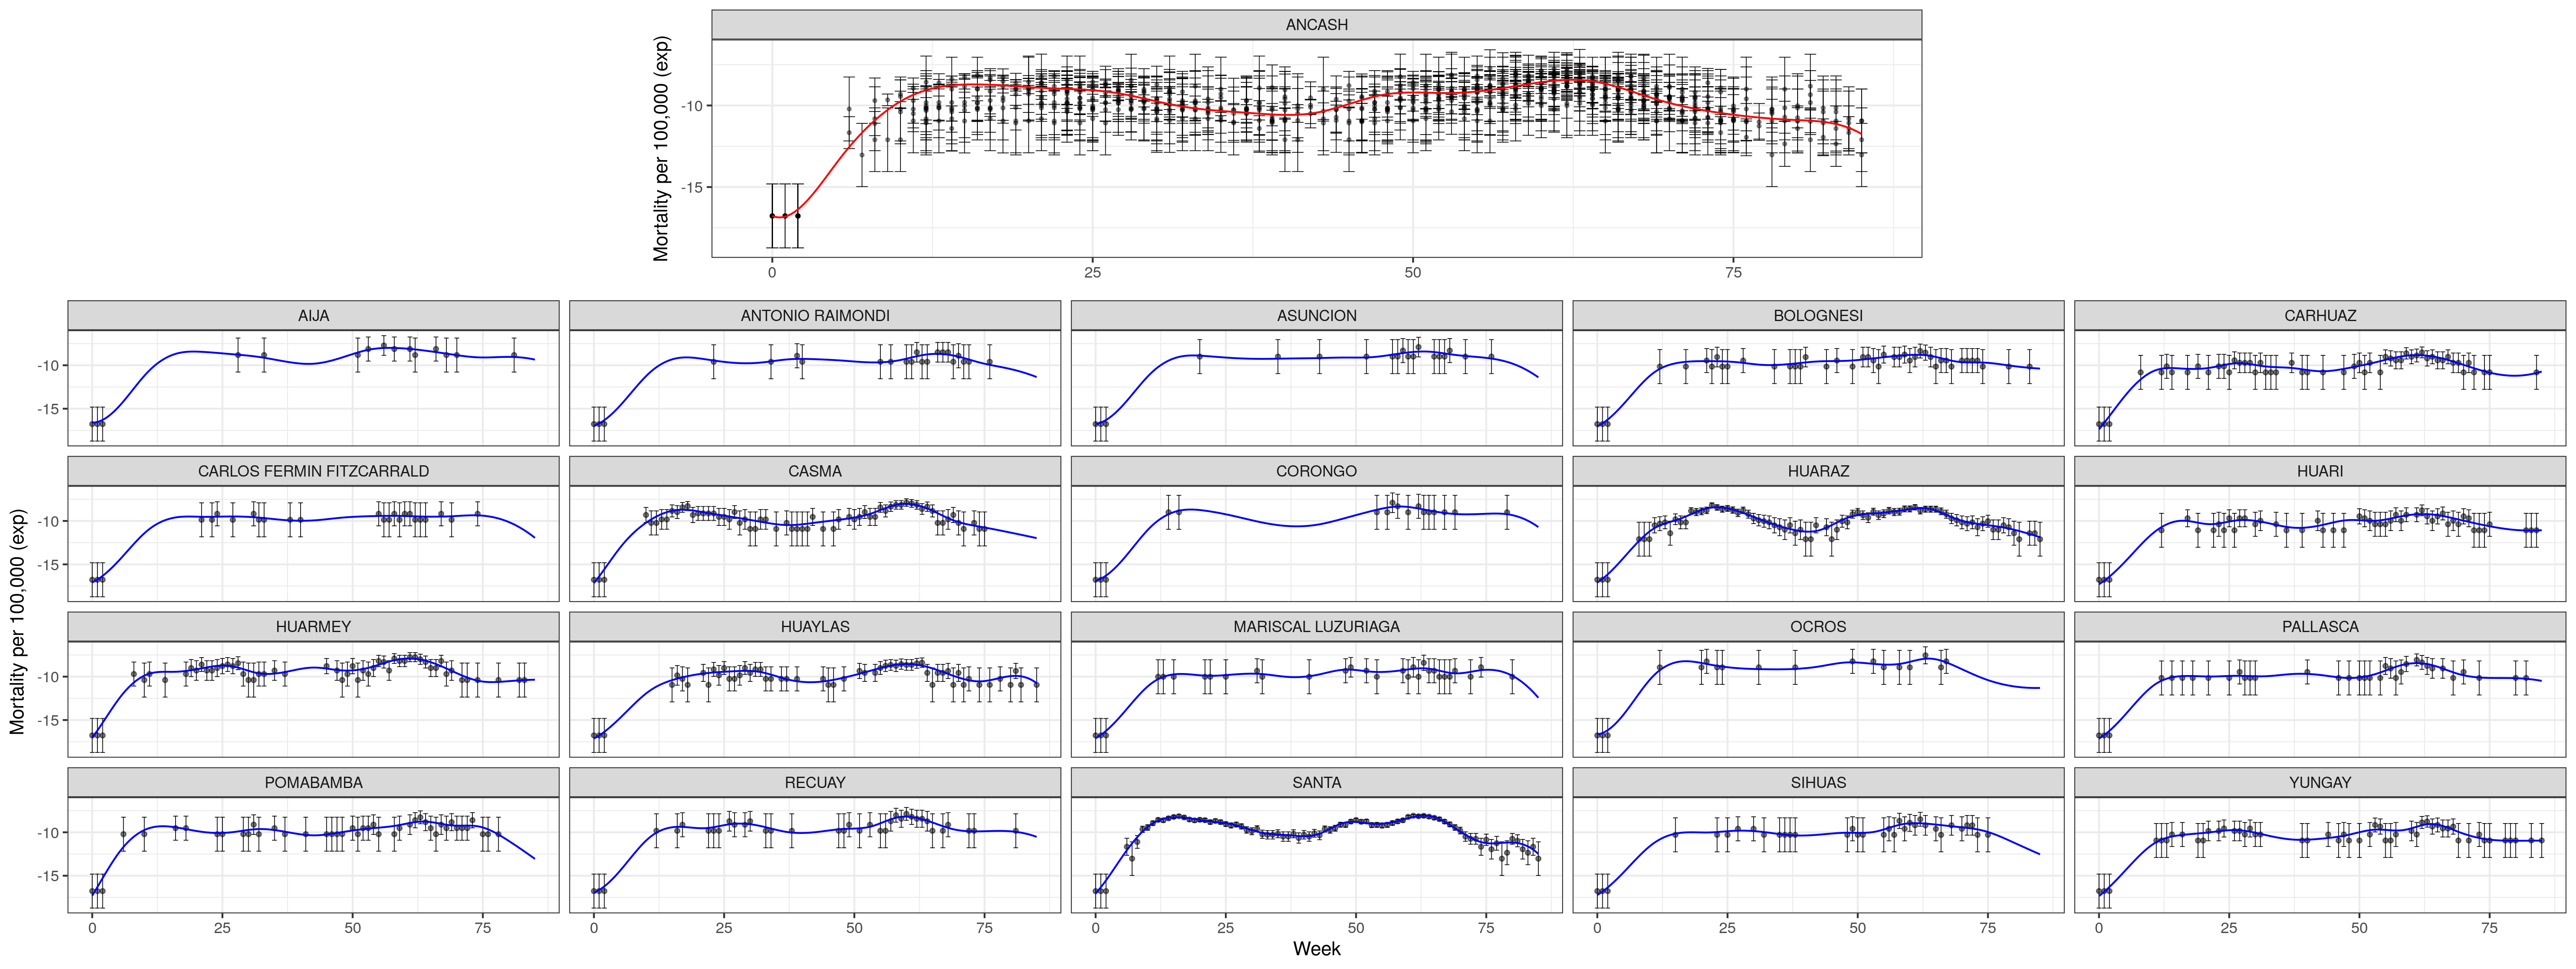 ANCASH
Mortality per 100,000 (exp)
-10
-15
0 25 50 75
AIJA ANTONIO RAIMONDI ASUNCION BOLOGNESI CARHUAZ
-10
-15
CARLOS FERMIN FITZCARRALD CASMA CORONGO HUARAZ HUARI
-10
-15
Mortality per 100,000 (exp)
HUARMEY HUAYLAS MARISCAL LUZURIAGA OCROS PALLASCA
-10
-15
POMABAMBA RECUAY SANTA SIHUAS YUNGAY
-10
-15
0 25 50 75 0 25 50 75 0 25 50 75 0 25 50 75 0 25 50 75
Week